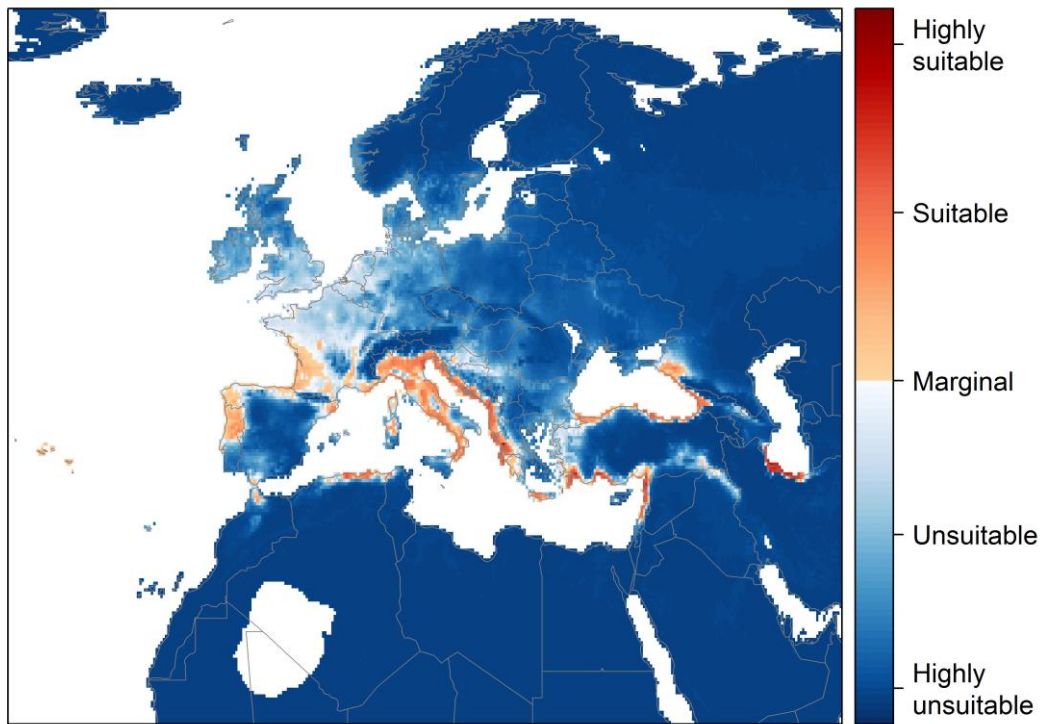 Highly
suitable
Suitable
Marginal
Unsuitable
Highly
unsuitable